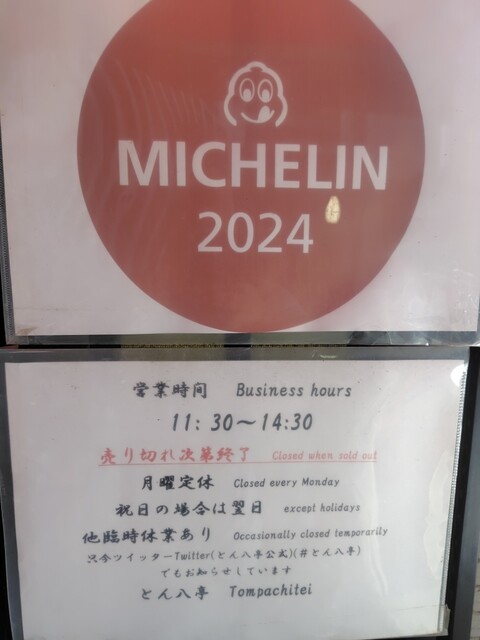 MICHELIN
2024
営業時間 Business hours
11:30～14:30
売り切れ次第終了 Closed when sold out
月曜定休 Closed every Monday
祝日の場合は翌日 except holidays
他臨時休業あり Occasionally closed temporarily
只今ツイッターTwitter(とん八亭公式)(#とん八亭)
でもお知らせしています
とん八亭 Tompachitei